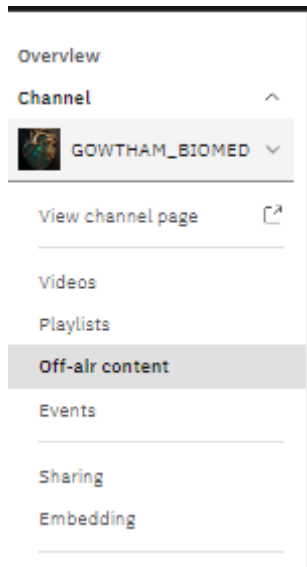 Overview
Channel
GOWTHAM_BIOMED
View channel page
Videos
Playlists
Off-air content
Events
Sharing
Embedding